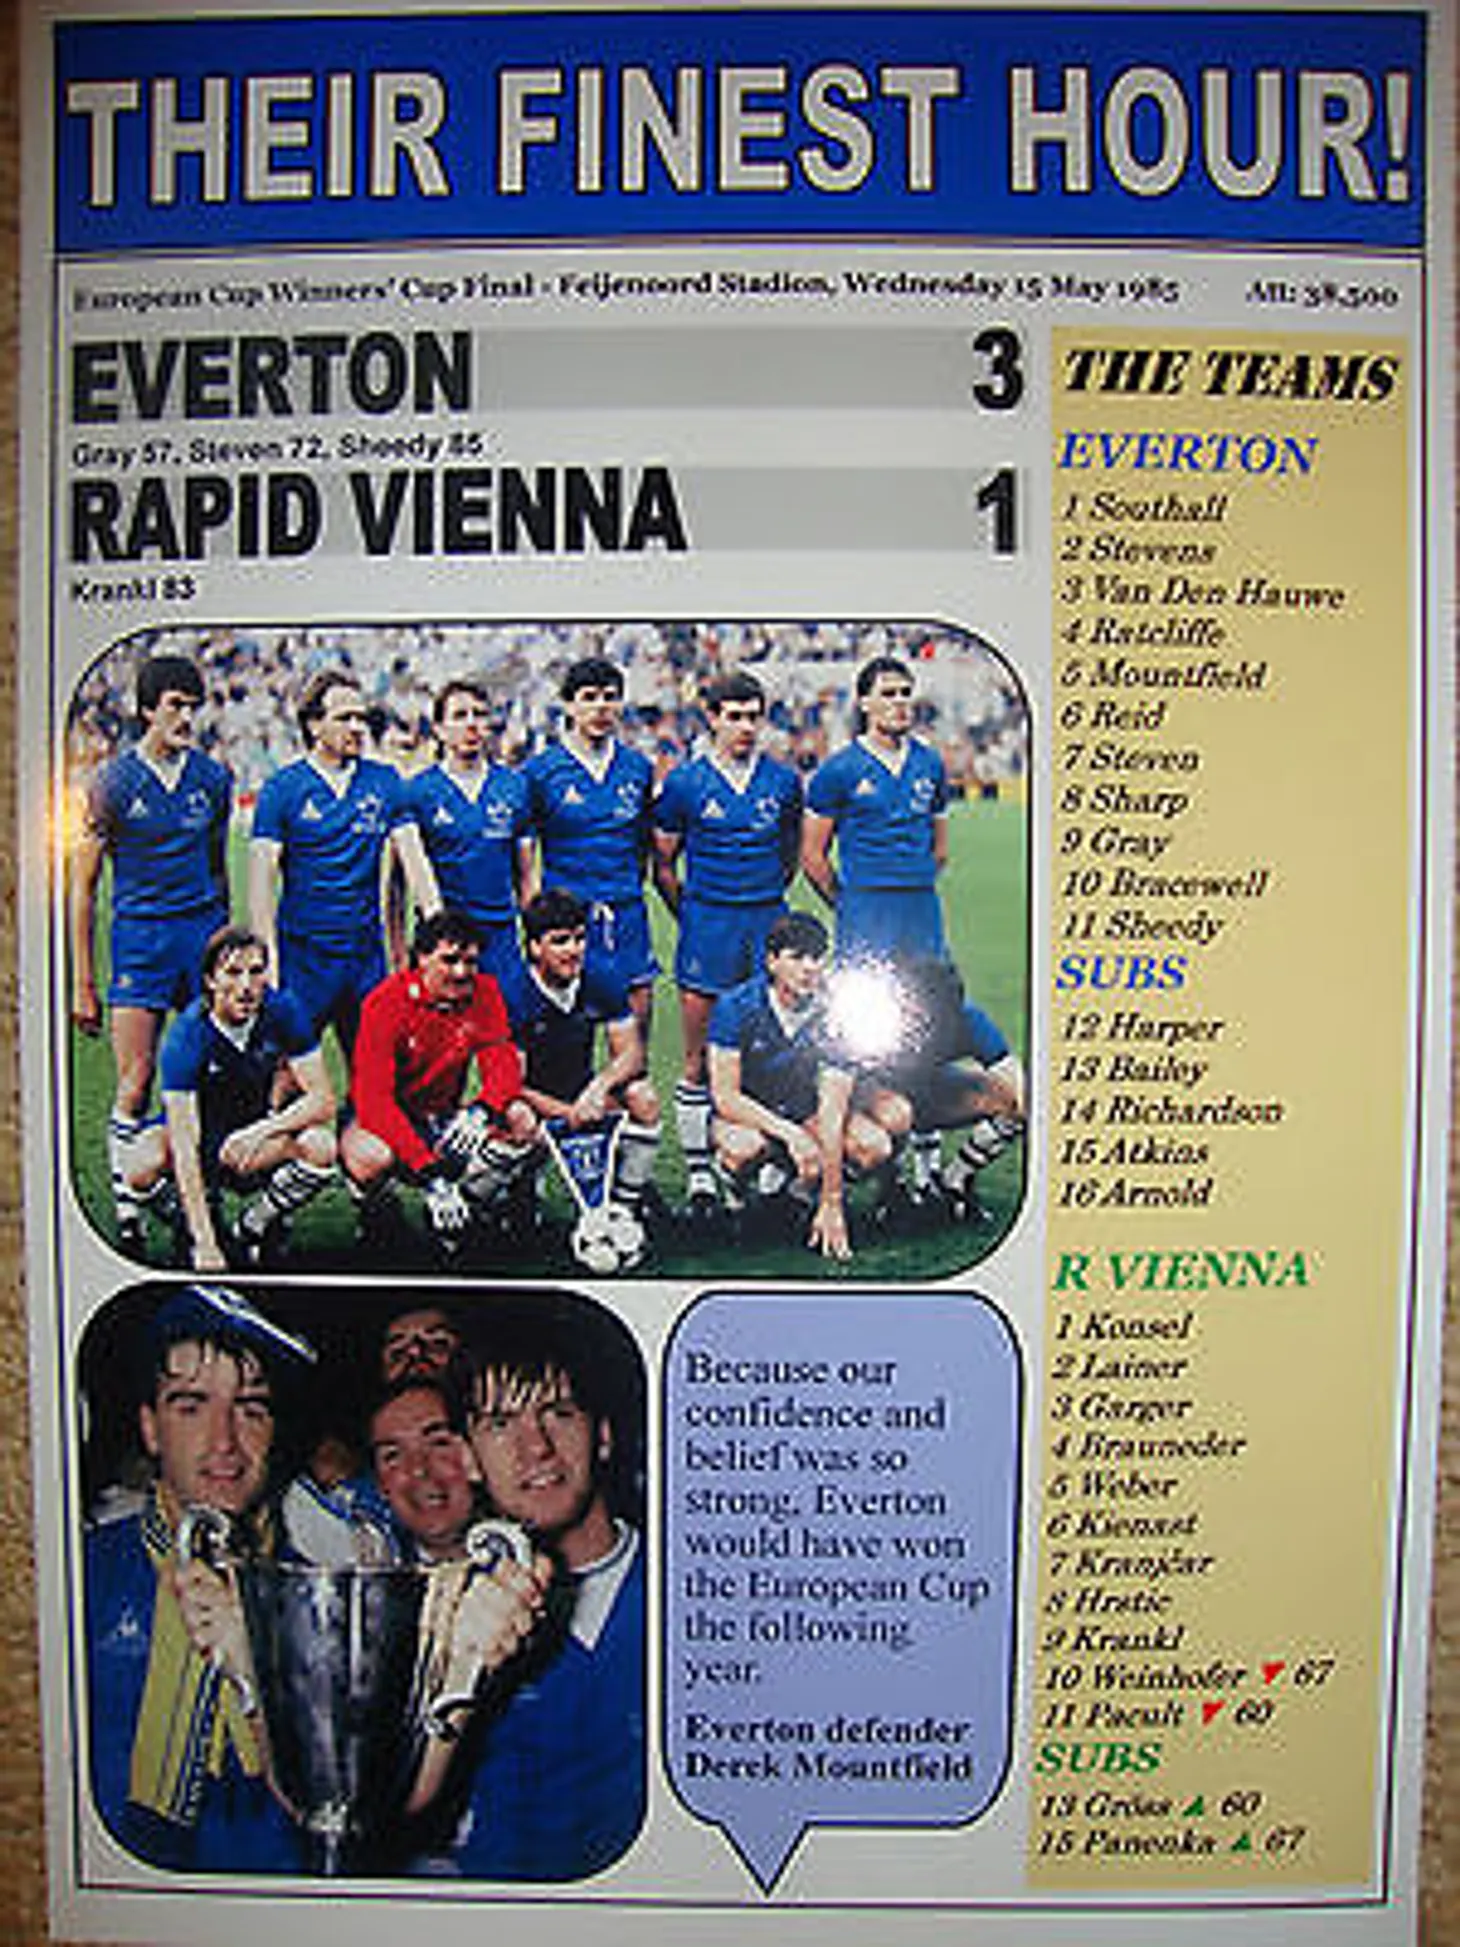 THEIR FINEST HOUR!
European Cup Winners' Cup Final - Feijenoord Stadion, Wednesday 15 May 1985 Att: 38,500
EVERTON 3
Gray 57, Steven 72, Sheedy 85
RAPID VIENNA 1
Krankl 83
Because our
confidence and
belief was so
strong, Everton
would have won
the European Cup
the following
year.
Everton defender
Derek Mountfield
THE TEAMS
EVERTON
1 Southall
2 Stevens
3 Van Den Hauwe
4 Ratcliffe
5 Mountfield
6 Reid
7 Steven
8 Sharp
9 Gray
10 Bracewell
11 Sheedy
SUBS
12 Harper
13 Bailey
14 Richardson
15 Atkins
16 Arnold
R VIENNA
1 Konsel
2 Lainer
3 Garger
4 Brauneder
5 Weber
6 Kienast
7 Kranjčar
8 Hrstic
9 Krankl
10 Weinhofer ▼ 67
11 Pacult ▼ 60
SUBS
13 Gröss ▲ 60
15 Panenka ▲ 67